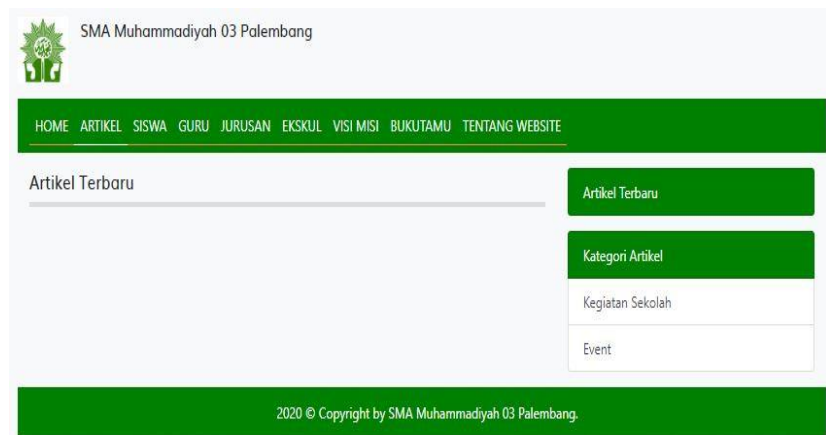 SMA Muhammadiyah 03 Palembang
HOME ARTIKEL SISWA GURU JURUSAN EKSKUL VISI MISI BUKUTAMU TENTANG WEBSITE
Artikel Terbaru
Artikel Terbaru
Kategori Artikel
Kegiatan Sekolah
Event
2020 © Copyright by SMA Muhammadiyah 03 Palembang.